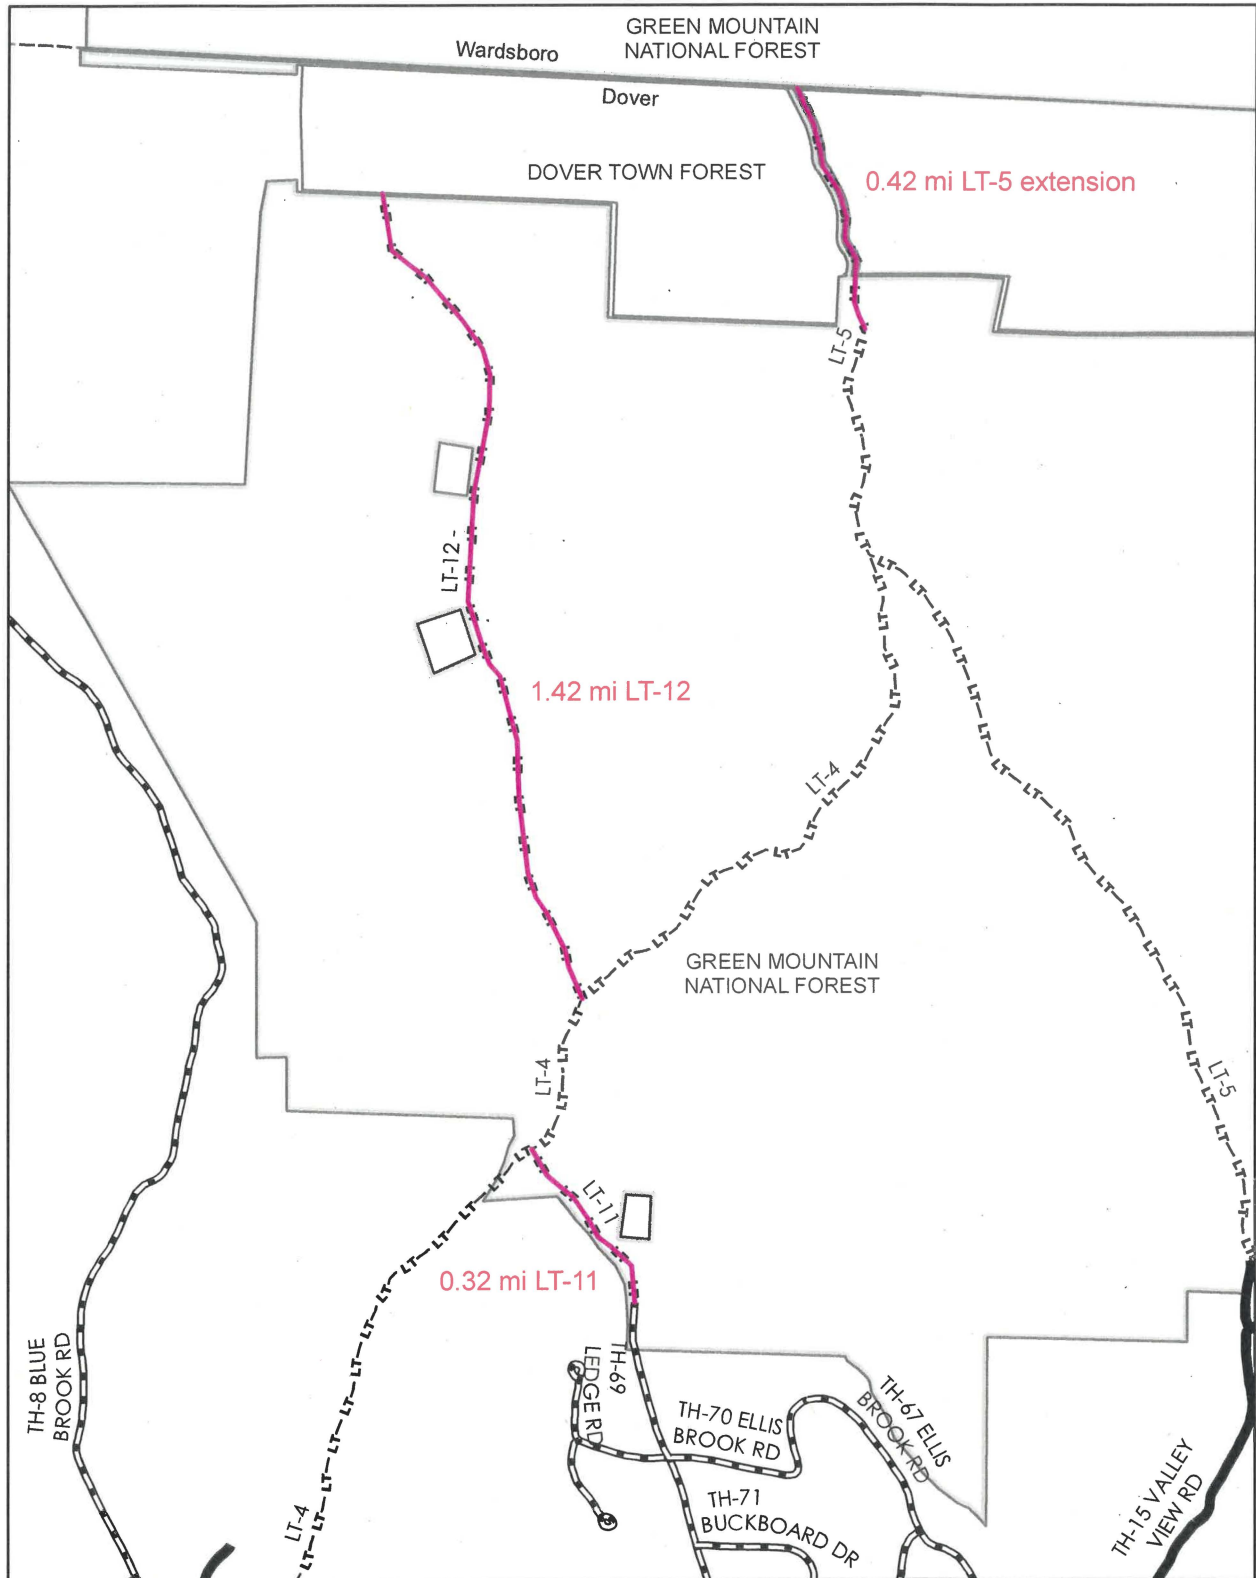 GREEN MOUNTAIN
NATIONAL FOREST
Wardsboro
Dover
DOVER TOWN FOREST
0.42 mi LT-5 extension
LT-5
LT-12 -
1.42 mi LT-12
LT-4
GREEN MOUNTAIN
NATIONAL FOREST
LT-4
LT-5
LT-11
0.32 mi LT-11
TH-8 BLUE
BROOK RD
TH-69
LEDGE RD
TH-70 ELLIS
BROOK RD
TH-67 ELLIS
BROOK RD
TH-71
BUCKBOARD DR
TH-15 VALLEY
VIEW RD
LT-4